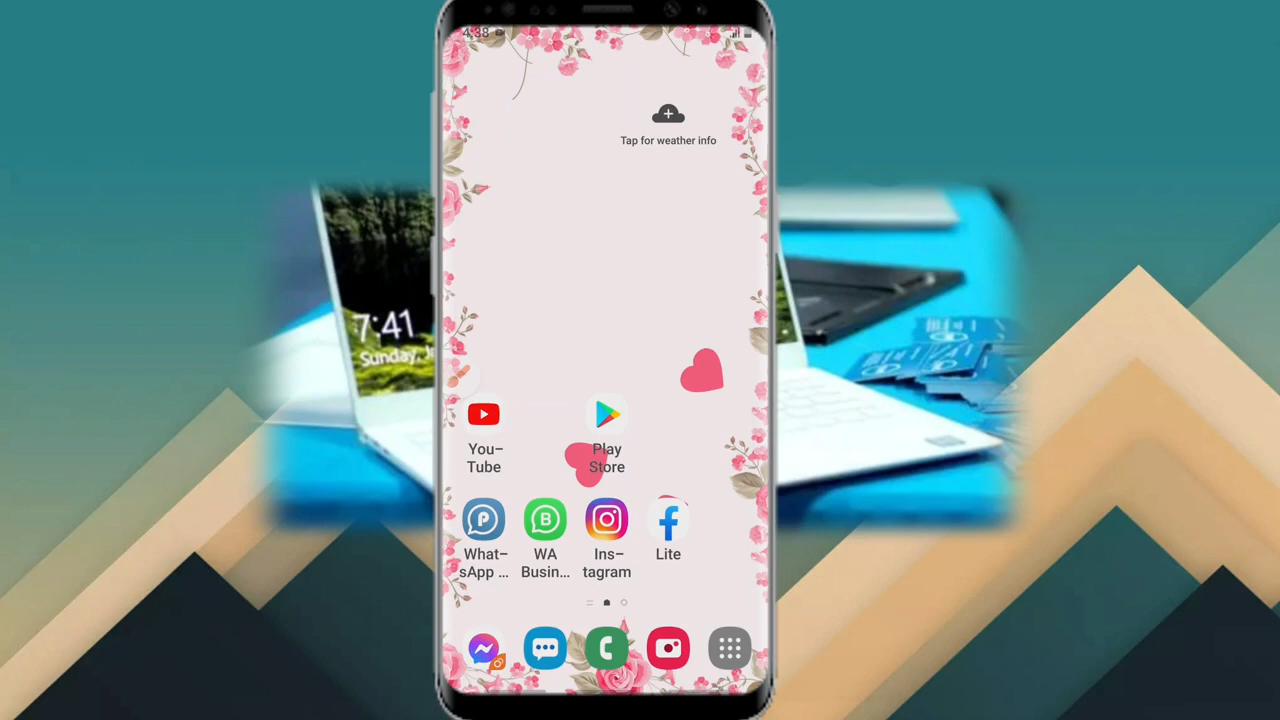 4:38
Tap for weather info
7:41
Sunday,
You-
Tube
Play
Store
What-
sApp ...
WA
Busin...
Ins-
tagram
Lite